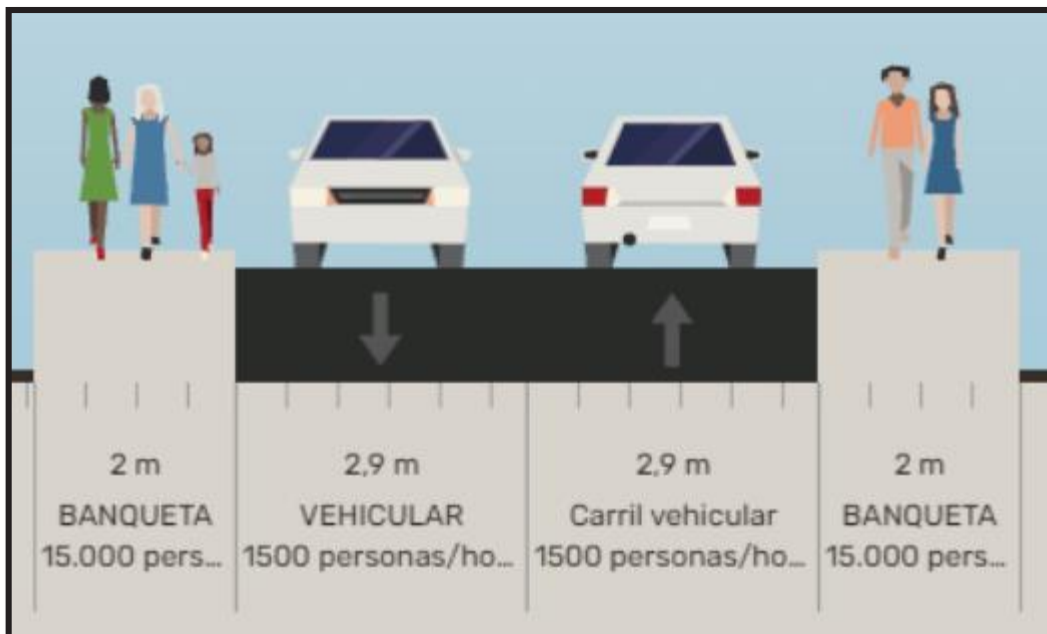 2 m
BANQUETA
15.000 pers...
2,9 m
VEHICULAR
1500 personas/ho...
2,9 m
Carril vehicular
1500 personas/ho...
2 m
BANQUETA
15.000 pers...